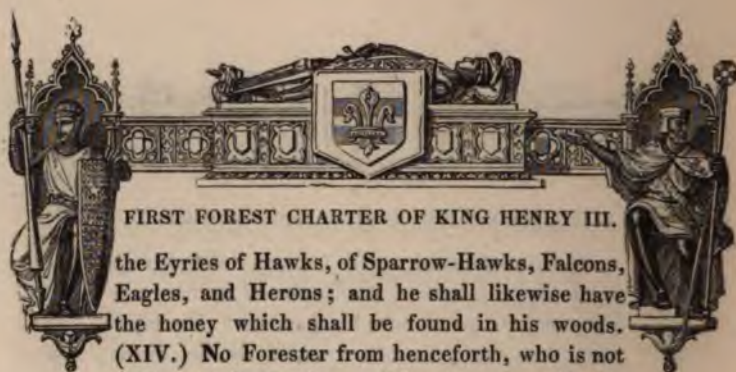 FIRST FOREST CHARTER OF KING HENRY III.
the Eyries of Hawks, of Sparrow-Hawks, Falcons,
Eagles, and Herons; and he shall likewise have
the honey which shall be found in his woods.
(XIV.) No Forester from henceforth, who is not